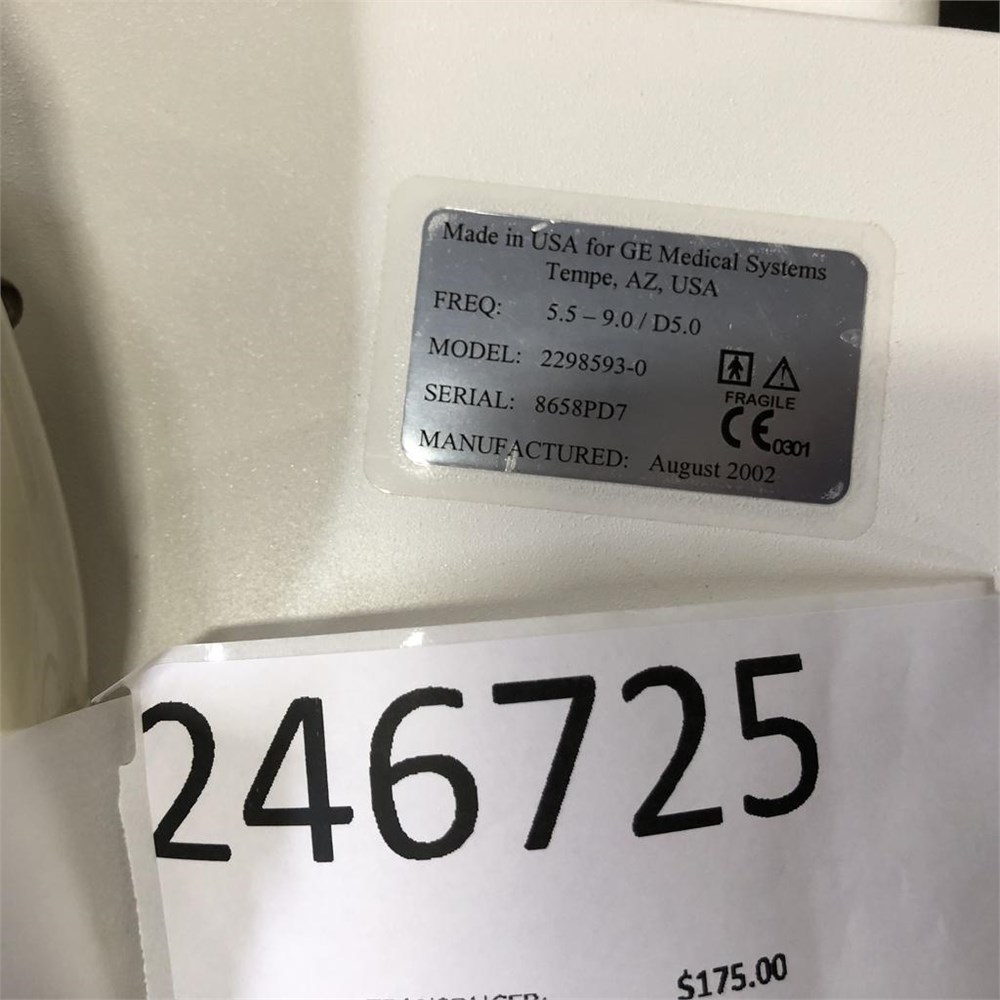 Made in USA for GE Medical Systems
Tempe, AZ, USA
FREQ: 5.5 – 9.0 / D5.0
MODEL: 2298593-0
SERIAL: 8658PD7
FRAGILE
CE0301
MANUFACTURED: August 2002
246725
$175.00